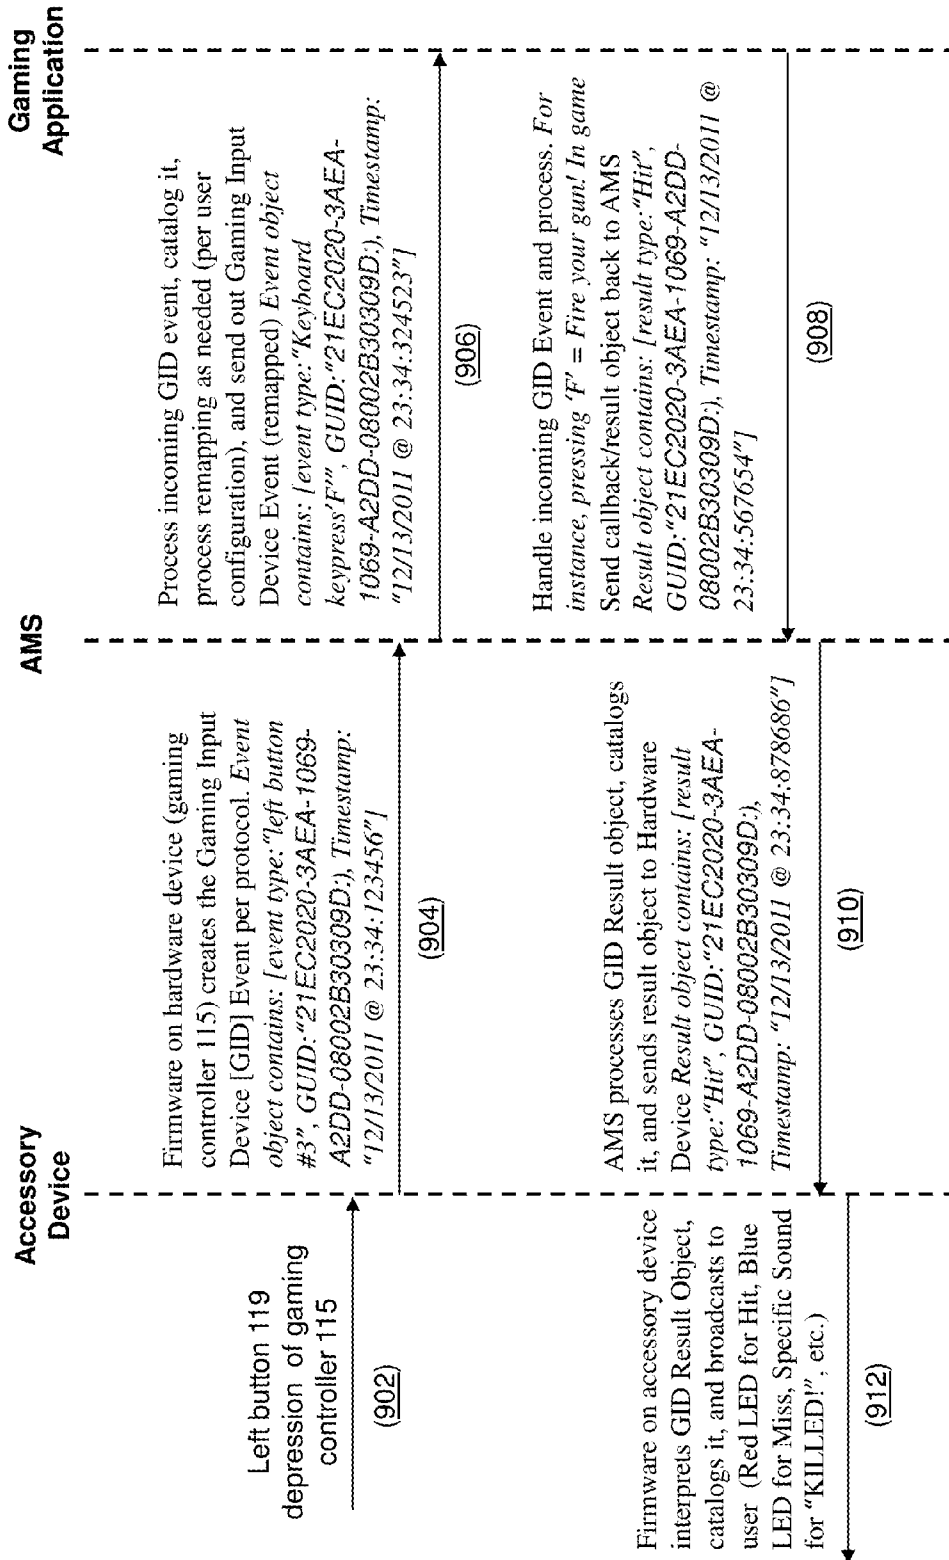 Accessory
Device
AMS
Gaming
Application
Left button 119
depression of gaming
controller 115
(902)
Firmware on hardware device (gaming
controller 115) creates the Gaming Input
Device [GID] Event per protocol. Event
object contains: [event type:"left button
#3", GUID:"21EC2020-3AEA-1069-
A2DD-08002B30309D:), Timestamp:
"12/13/2011 @ 23:34:123456"]
(904)
Process incoming GID event, catalog it,
process remapping as needed (per user
configuration), and send out Gaming Input
Device Event (remapped) Event object
contains: [event type:"Keyboard
keypress'F'", GUID:"21EC2020-3AEA-
1069-A2DD-08002B30309D:), Timestamp:
"12/13/2011 @ 23:34:324523"]
(906)
Handle incoming GID Event and process. For
instance, pressing 'F' = Fire your gun! In game
Send callback/result object back to AMS
Result object contains: [result type:"Hit",
GUID:"21EC2020-3AEA-1069-A2DD-
08002B30309D:), Timestamp: "12/13/2011 @
23:34:567654"]
(908)
AMS processes GID Result object, catalogs
it, and sends result object to Hardware
Device Result object contains: [result
type:"Hit", GUID:"21EC2020-3AEA-
1069-A2DD-08002B30309D:),
Timestamp: "12/13/2011 @ 23:34:878686"]
(910)
Firmware on accessory device
interprets GID Result Object,
catalogs it, and broadcasts to
user (Red LED for Hit, Blue
LED for Miss, Specific Sound
for "KILLED!", etc.)
(912)